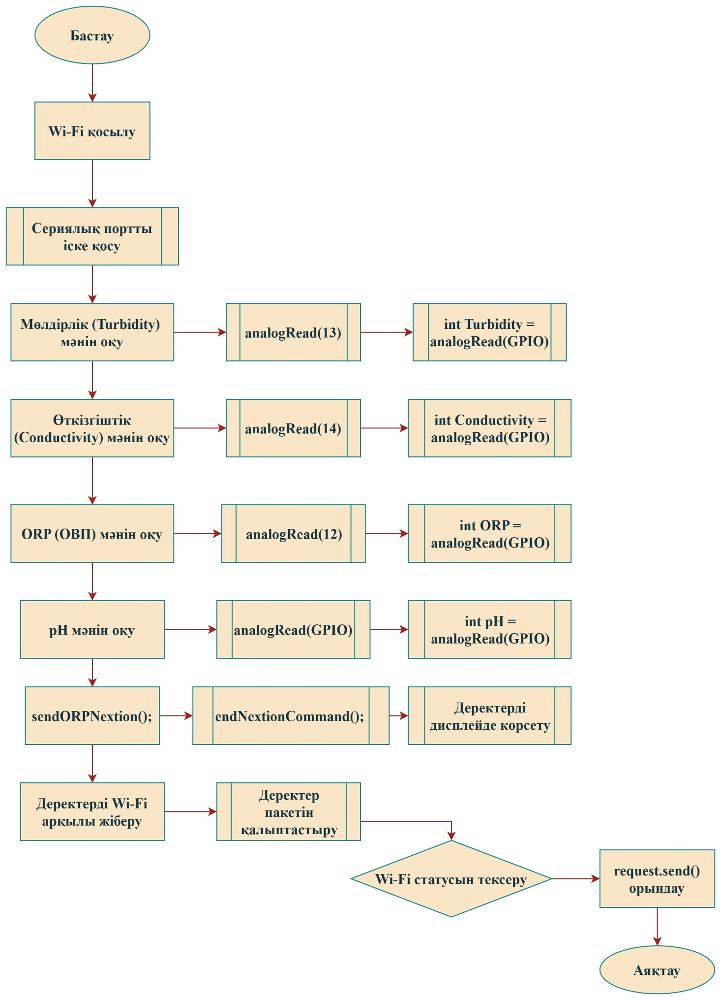 Бастау
Wi-Fi қосылу
Сериялық портты
іске қосу
Мөлдірлік (Turbidity)
мәнін оқу
analogRead(13)
int Turbidity =
analogRead(GPIO)
Өткізгіштік
(Conductivity) мәнін оқу
analogRead(14)
int Conductivity =
analogRead(GPIO)
ORP (ОВП) мәнін оқу
analogRead(12)
int ORP =
analogRead(GPIO)
pH мәнін оқу
analogRead(GPIO)
int pH =
analogRead(GPIO)
sendORPNextion();
endNextionCommand();
Деректерді
дисплейде көрсету
Деректерді Wi-Fi
арқылы жіберу
Деректер
пакетін
қалыптастыру
Wi-Fi статусын тексеру
request.send()
орындау
Аяқтау